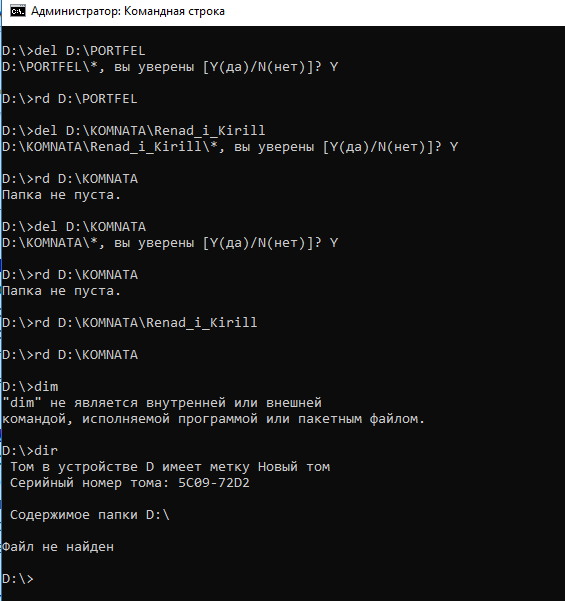 Администратор: Командная строка
D:\>del D:\PORTFEL
D:\PORTFEL\*, вы уверены [Y(да)/N(нет)]? Y
D:\>rd D:\PORTFEL
D:\>del D:\KOMNATA\Renad_i_Kirill
D:\KOMNATA\Renad_i_Kirill\*, вы уверены [Y(да)/N(нет)]? Y
D:\>rd D:\KOMNATA
Папка не пуста.
D:\>del D:\KOMNATA
D:\KOMNATA\*, вы уверены [Y(да)/N(нет)]? Y
D:\>rd D:\KOMNATA
Папка не пуста.
D:\>rd D:\KOMNATA\Renad_i_Kirill
D:\>rd D:\KOMNATA
D:\>dim
"dim" не является внутренней или внешней
командой, исполняемой программой или пакетным файлом.
D:\>dir
Том в устройстве D имеет метку Новый том
Серийный номер тома: 5C09-72D2
Содержимое папки D:\
Файл не найден
D:\>